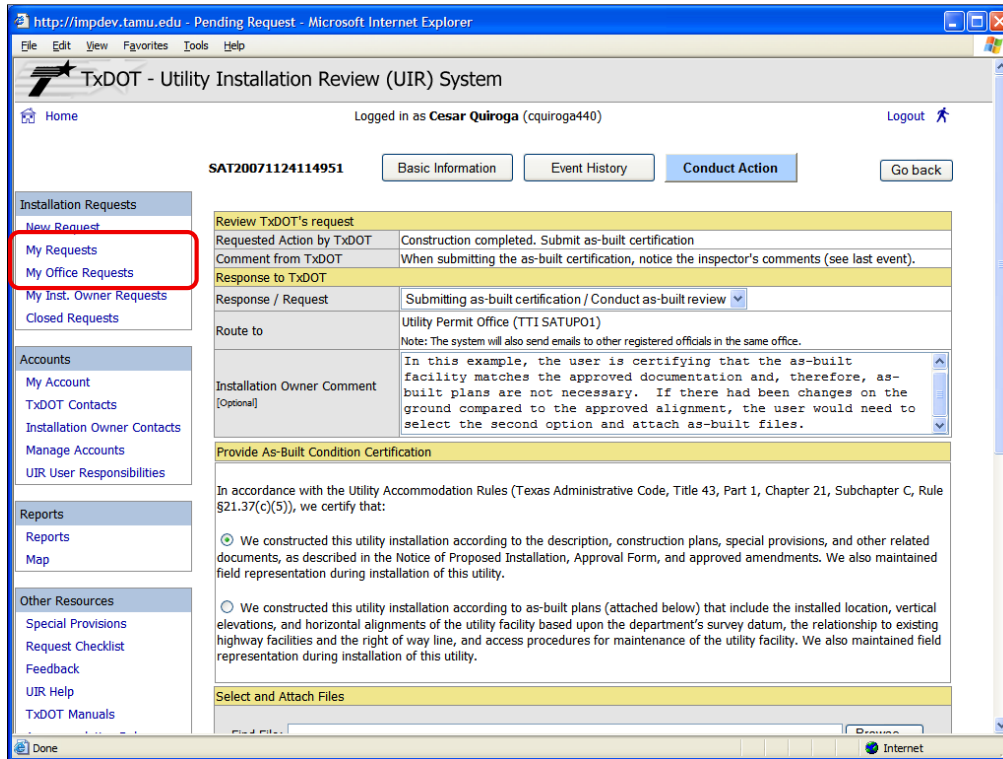 http://impdev.tamu.edu - Pending Request - Microsoft Internet Explorer
File Edit View Favorites Tools Help
TxDOT - Utility Installation Review (UIR) System
Home
Logged in as Cesar Quiroga (cquiroga440)
Logout
SAT20071124114951
Basic Information
Event History
Conduct Action
Go back
Installation Requests
New Request
My Requests
My Office Requests
My Inst. Owner Requests
Closed Requests
Accounts
My Account
TxDOT Contacts
Installation Owner Contacts
Manage Accounts
UIR User Responsibilities
Reports
Reports
Map
Other Resources
Special Provisions
Request Checklist
Feedback
UIR Help
TxDOT Manuals
Review TxDOT's request
Requested Action by TxDOT Construction completed. Submit as-built certification
Comment from TxDOT When submitting the as-built certification, notice the inspector's comments (see last event).
Response to TxDOT
Response / Request Submitting as-built certification / Conduct as-built review
Route to
Utility Permit Office (TTI SATUPO1)
Note: The system will also send emails to other registered officials in the same office.
Installation Owner Comment
[Optional]
In this example, the user is certifying that the as-built
facility matches the approved documentation and, therefore, as-
built plans are not necessary. If there had been changes on the
ground compared to the approved alignment, the user would need to
select the second option and attach as-built files.
Provide As-Built Condition Certification
In accordance with the Utility Accommodation Rules (Texas Administrative Code, Title 43, Part 1, Chapter 21, Subchapter C, Rule
§21.37(c)(5)), we certify that:
We constructed this utility installation according to the description, construction plans, special provisions, and other related
documents, as described in the Notice of Proposed Installation, Approval Form, and approved amendments. We also maintained
field representation during installation of this utility.
We constructed this utility installation according to as-built plans (attached below) that include the installed location, vertical
elevations, and horizontal alignments of the utility facility based upon the department's survey datum, the relationship to existing
highway facilities and the right of way line, and access procedures for maintenance of the utility facility. We also maintained field
representation during installation of this utility.
Select and Attach Files
Find File:
Browse...
Done
Internet